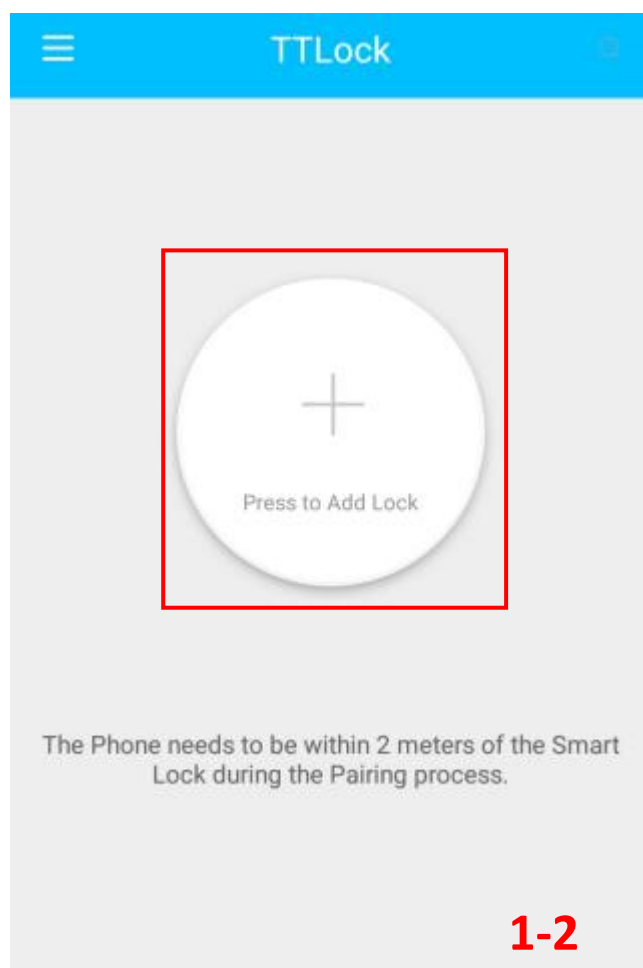 TTLock
Press to Add Lock
The Phone needs to be within 2 meters of the Smart
Lock during the Pairing process.
1-2